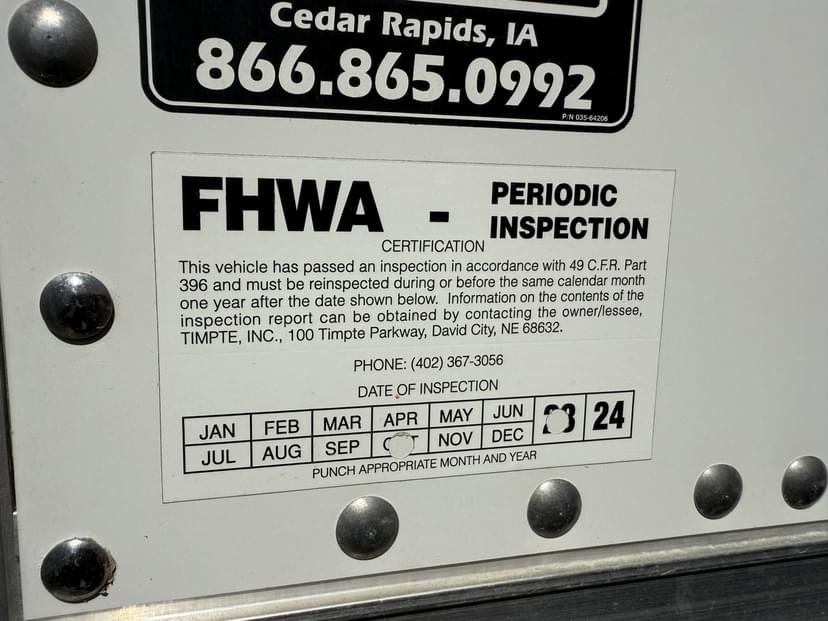 Cedar Rapids, IA
866.865.0992
P/N 035-64206
FHWA - PERIODIC INSPECTION
CERTIFICATION
This vehicle has passed an inspection in accordance with 49 C.F.R. Part
396 and must be reinspected during or before the same calendar month
one year after the date shown below. Information on the contents of the
inspection report can be obtained by contacting the owner/lessee,
TIMPTE, INC., 100 Timpte Parkway, David City, NE 68632.
PHONE: (402) 367-3056
DATE OF INSPECTION
JAN FEB MAR APR MAY JUN 24
JUL AUG SEP NOV DEC
PUNCH APPROPRIATE MONTH AND YEAR